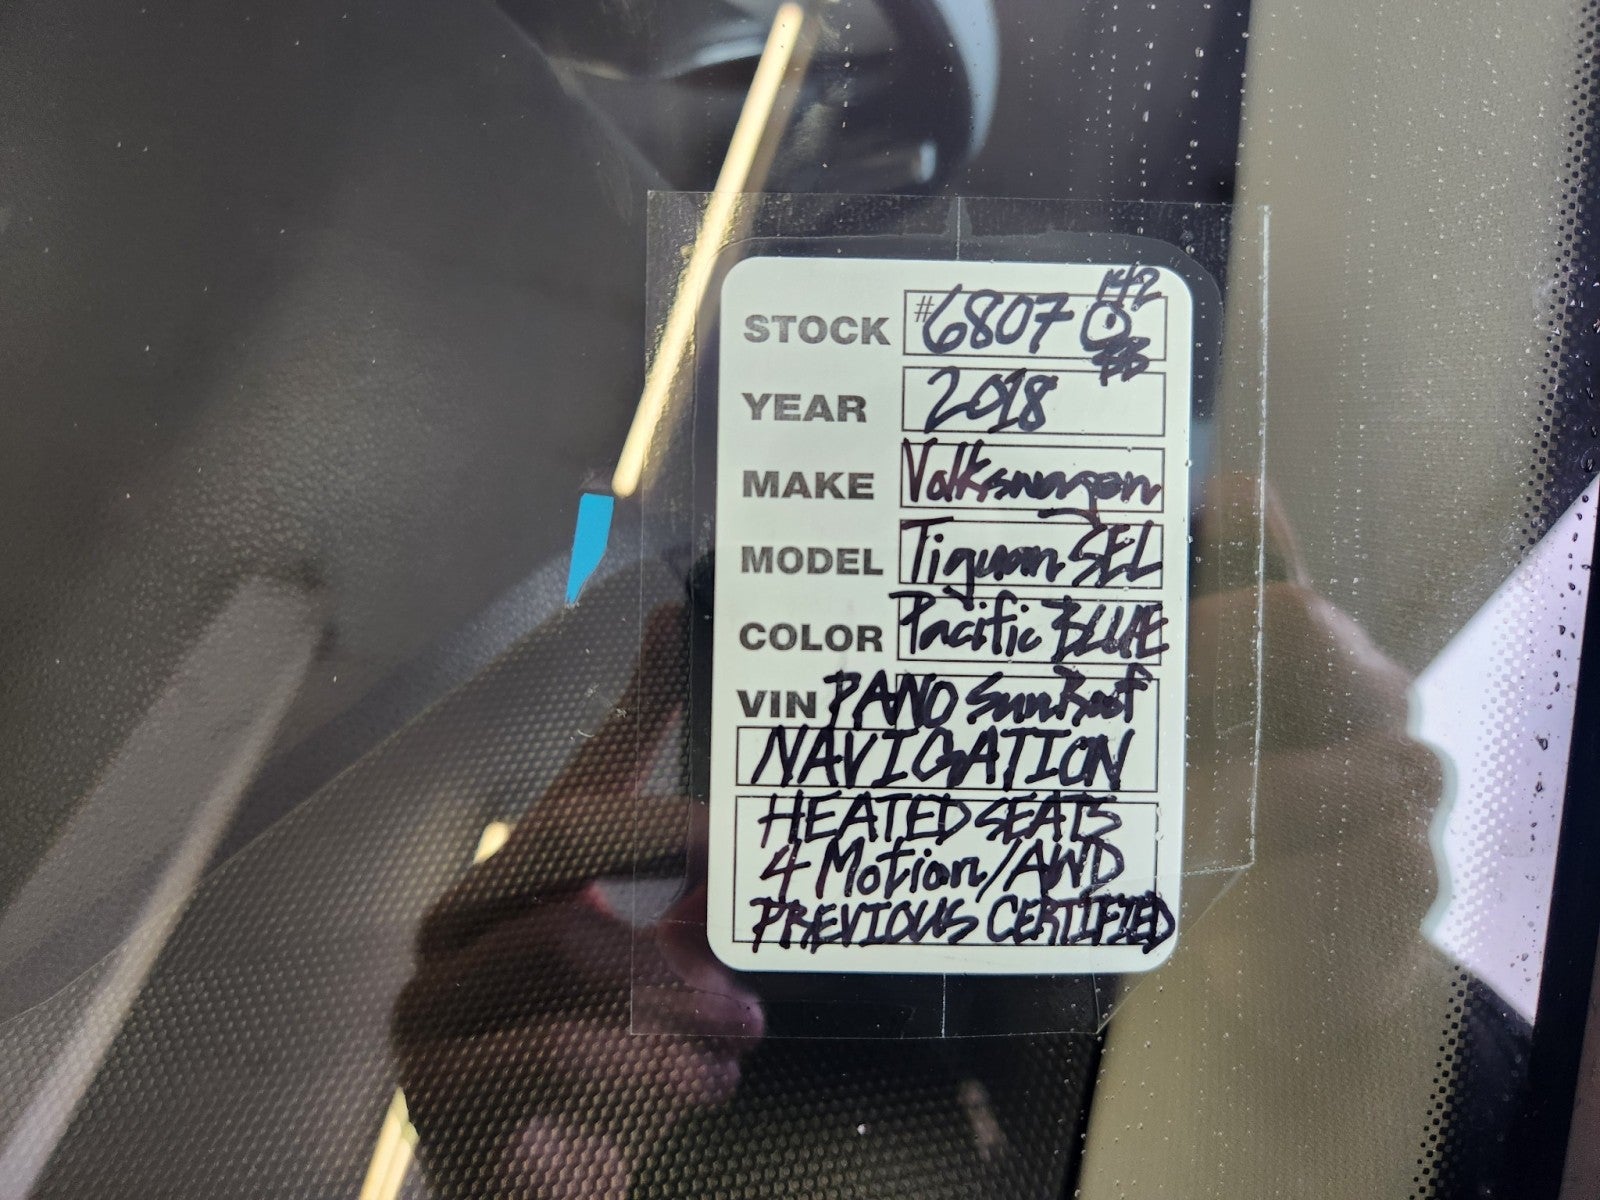 STOCK #6807 142
YEAR 2018
MAKE Volkswagen
MODEL Tiguan SEL
COLOR Pacific BLUE
VIN PANO SunRoof
NAVIGATION
HEATED SEATS
4 Motion/AWD
PREVIOUS CERTIFIED